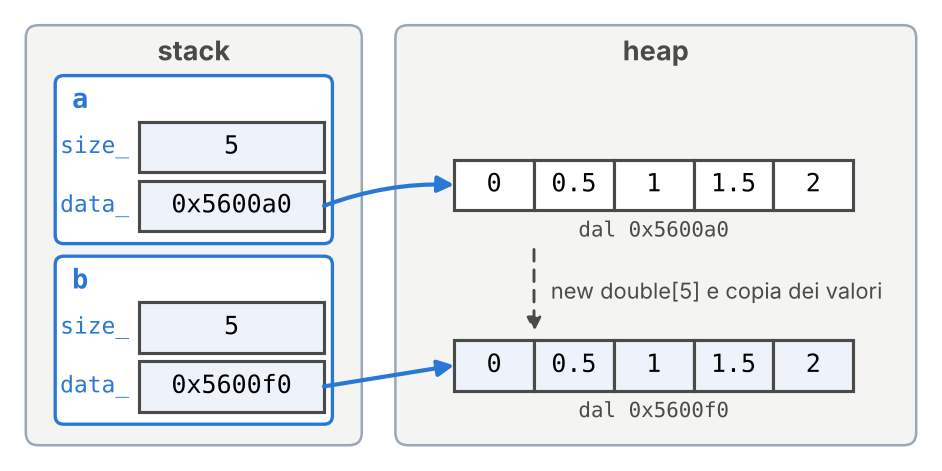 stack
a
size_ 5
data_ 0x5600a0
b
size_ 5
data_ 0x5600f0
heap
0 0.5 1 1.5 2
dal 0x5600a0
new double[5] e copia dei valori
0 0.5 1 1.5 2
dal 0x5600f0